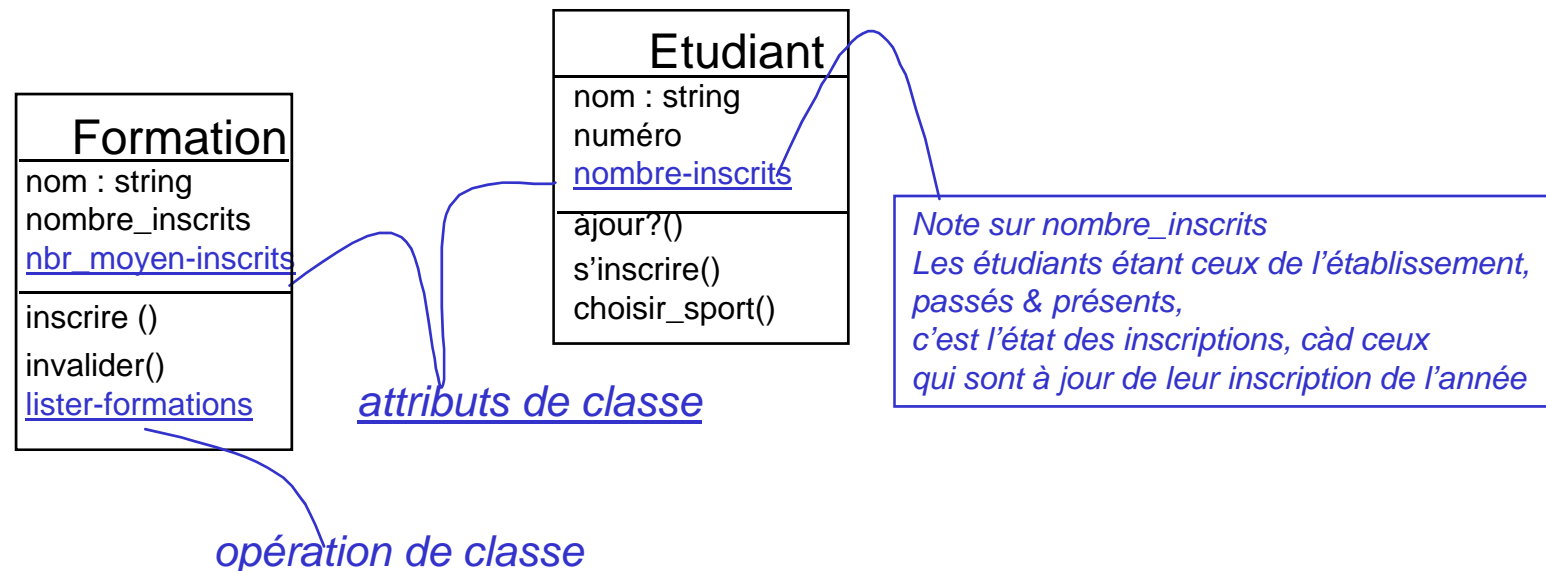 Formation
nom : string
nombre_inscrits
nbr_moyen-inscrits
inscrire ()
invalider()
lister-formations
Etudiant
nom : string
numéro
nombre-inscrits
àjour?()
s’inscrire()
choisir_sport()
attributs de classe
opération de classe
Note sur nombre_inscrits
Les étudiants étant ceux de l’établissement,
passés & présents,
c’est l’état des inscriptions, càd ceux
qui sont à jour de leur inscription de l’année